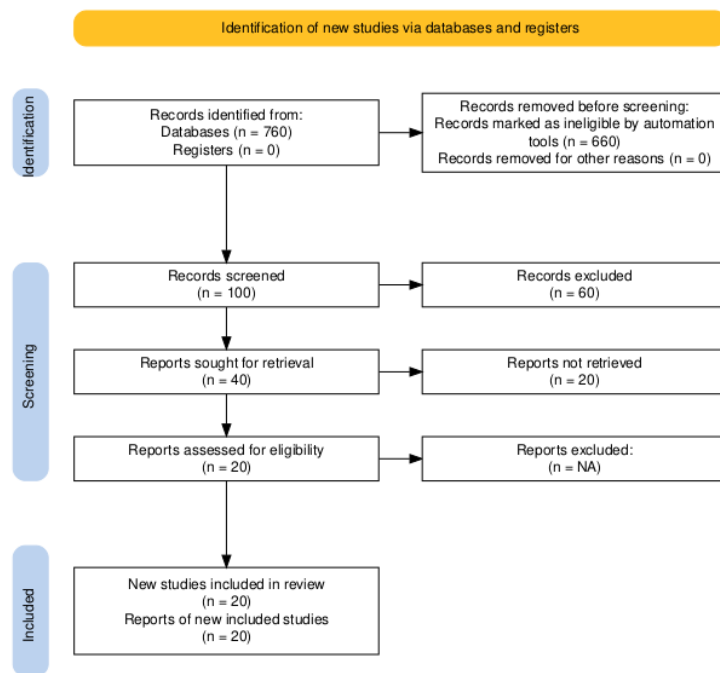 Identification of new studies via databases and registers
Identification
Records identified from:
Databases (n = 760)
Registers (n = 0)
Records removed before screening:
Records marked as ineligible by automation
tools (n = 660)
Records removed for other reasons (n = 0)
Screening
Records screened
(n = 100)
Records excluded
(n = 60)
Reports sought for retrieval
(n = 40)
Reports not retrieved
(n = 20)
Reports assessed for eligibility
(n = 20)
Reports excluded:
(n = NA)
Included
New studies included in review
(n = 20)
Reports of new included studies
(n = 20)